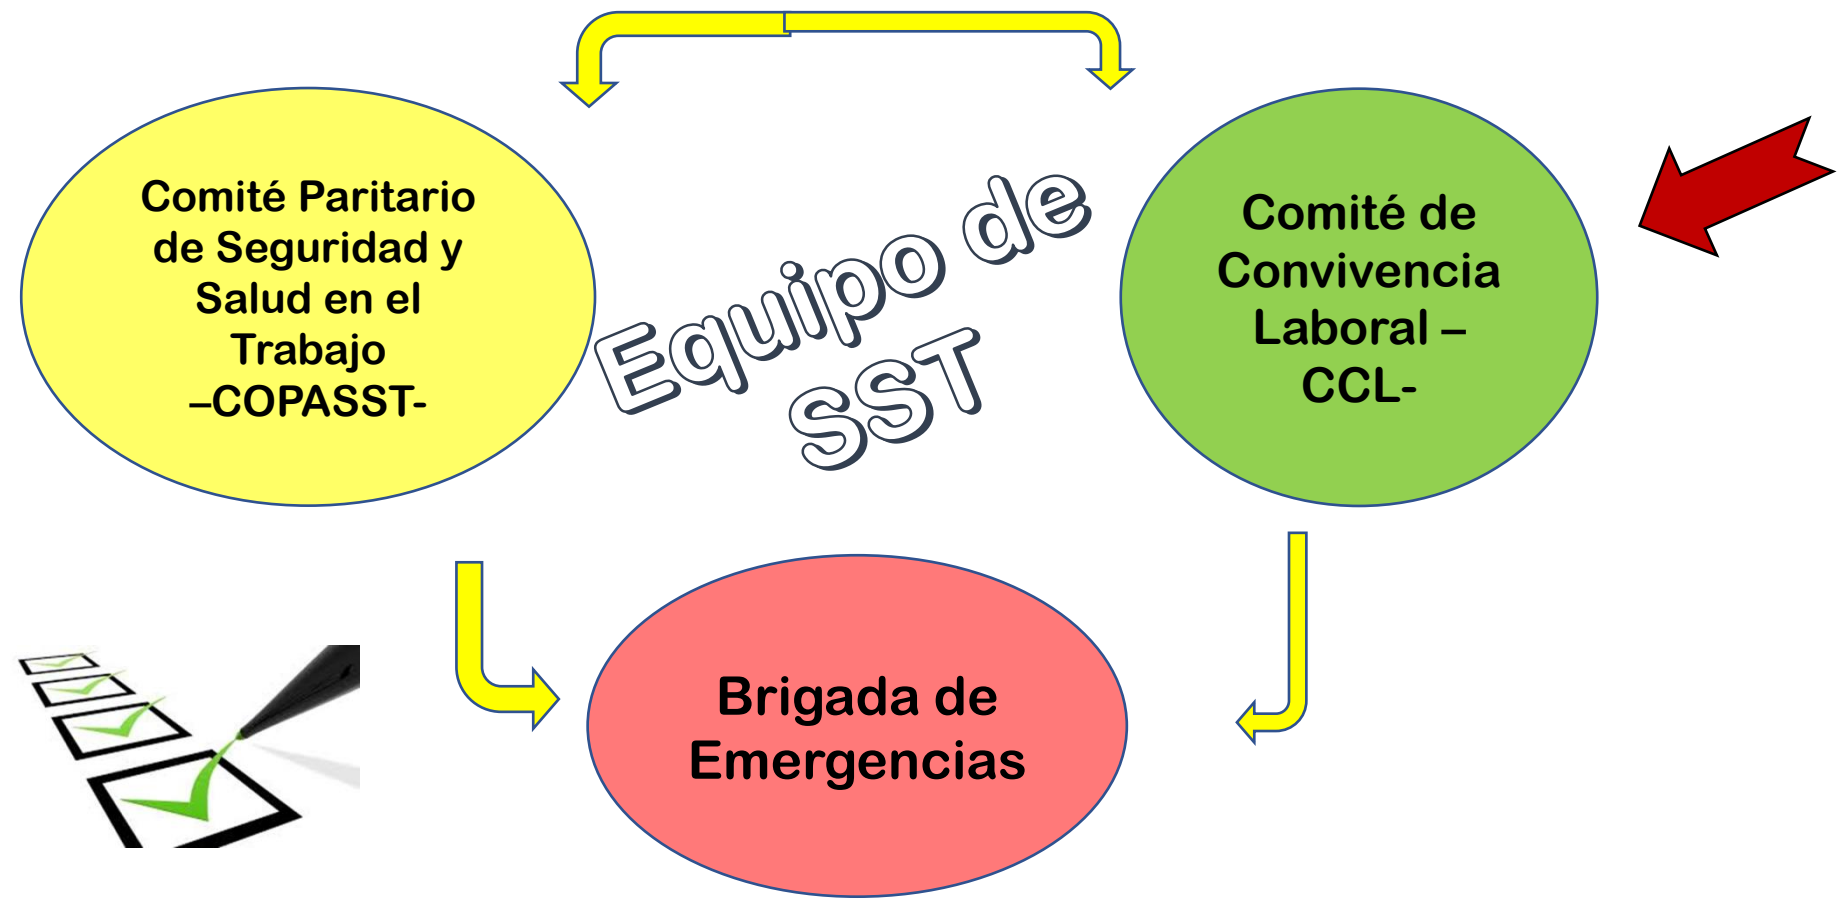 Comité Paritario
de Seguridad y
Salud en el
Trabajo
–COPASST-
Equipo de
SST
Comité de
Convivencia
Laboral –
CCL-
Brigada de
Emergencias